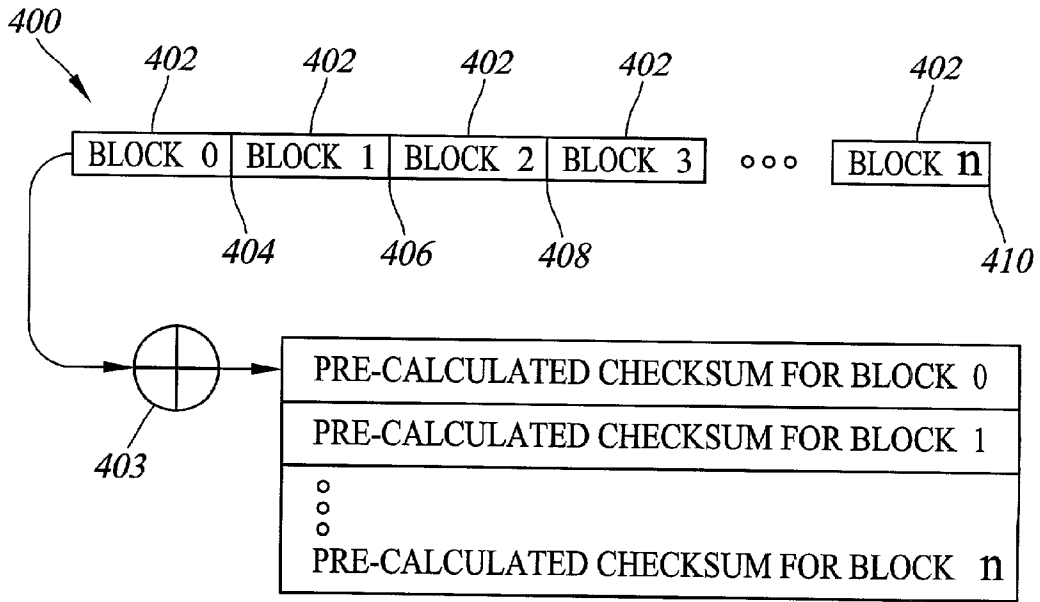 400
402 402 402 402 402
BLOCK 0 BLOCK 1 BLOCK 2 BLOCK 3 BLOCK n
404 406 408 410
PRE-CALCULATED CHECKSUM FOR BLOCK 0
PRE-CALCULATED CHECKSUM FOR BLOCK 1
403
PRE-CALCULATED CHECKSUM FOR BLOCK n